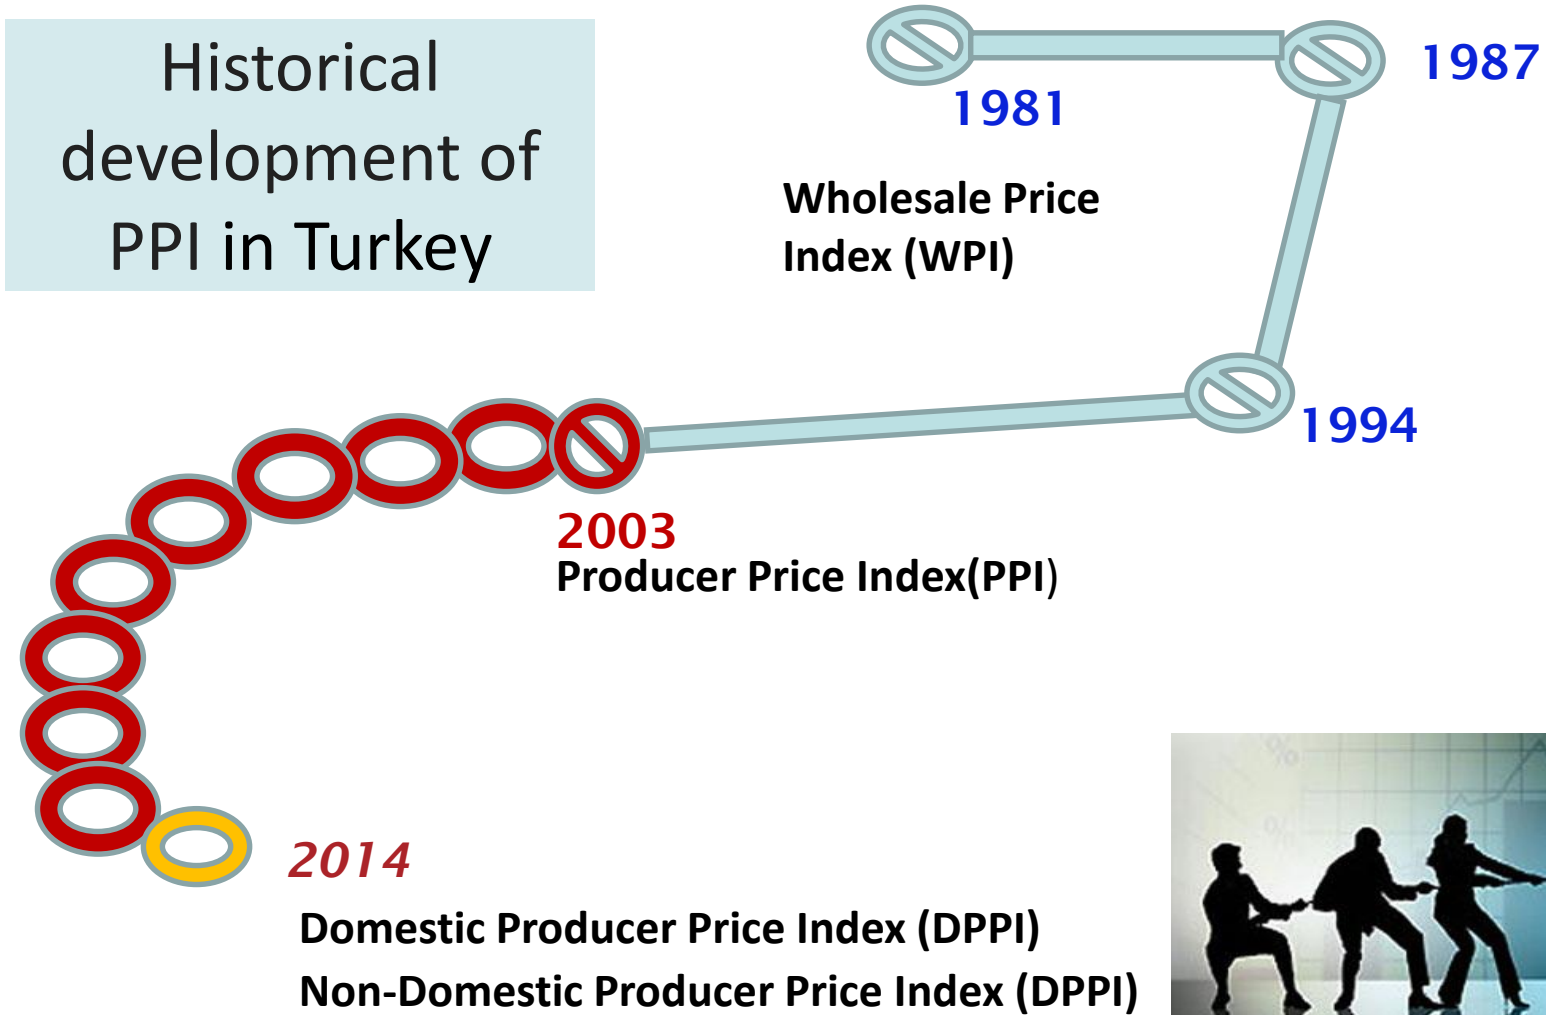 Historical
development of
PPI in Turkey
1981
1987
Wholesale Price
Index (WPI)
1994
2003
Producer Price Index(PPI)
2014
Domestic Producer Price Index (DPPI)
Non-Domestic Producer Price Index (DPPI)
%
%